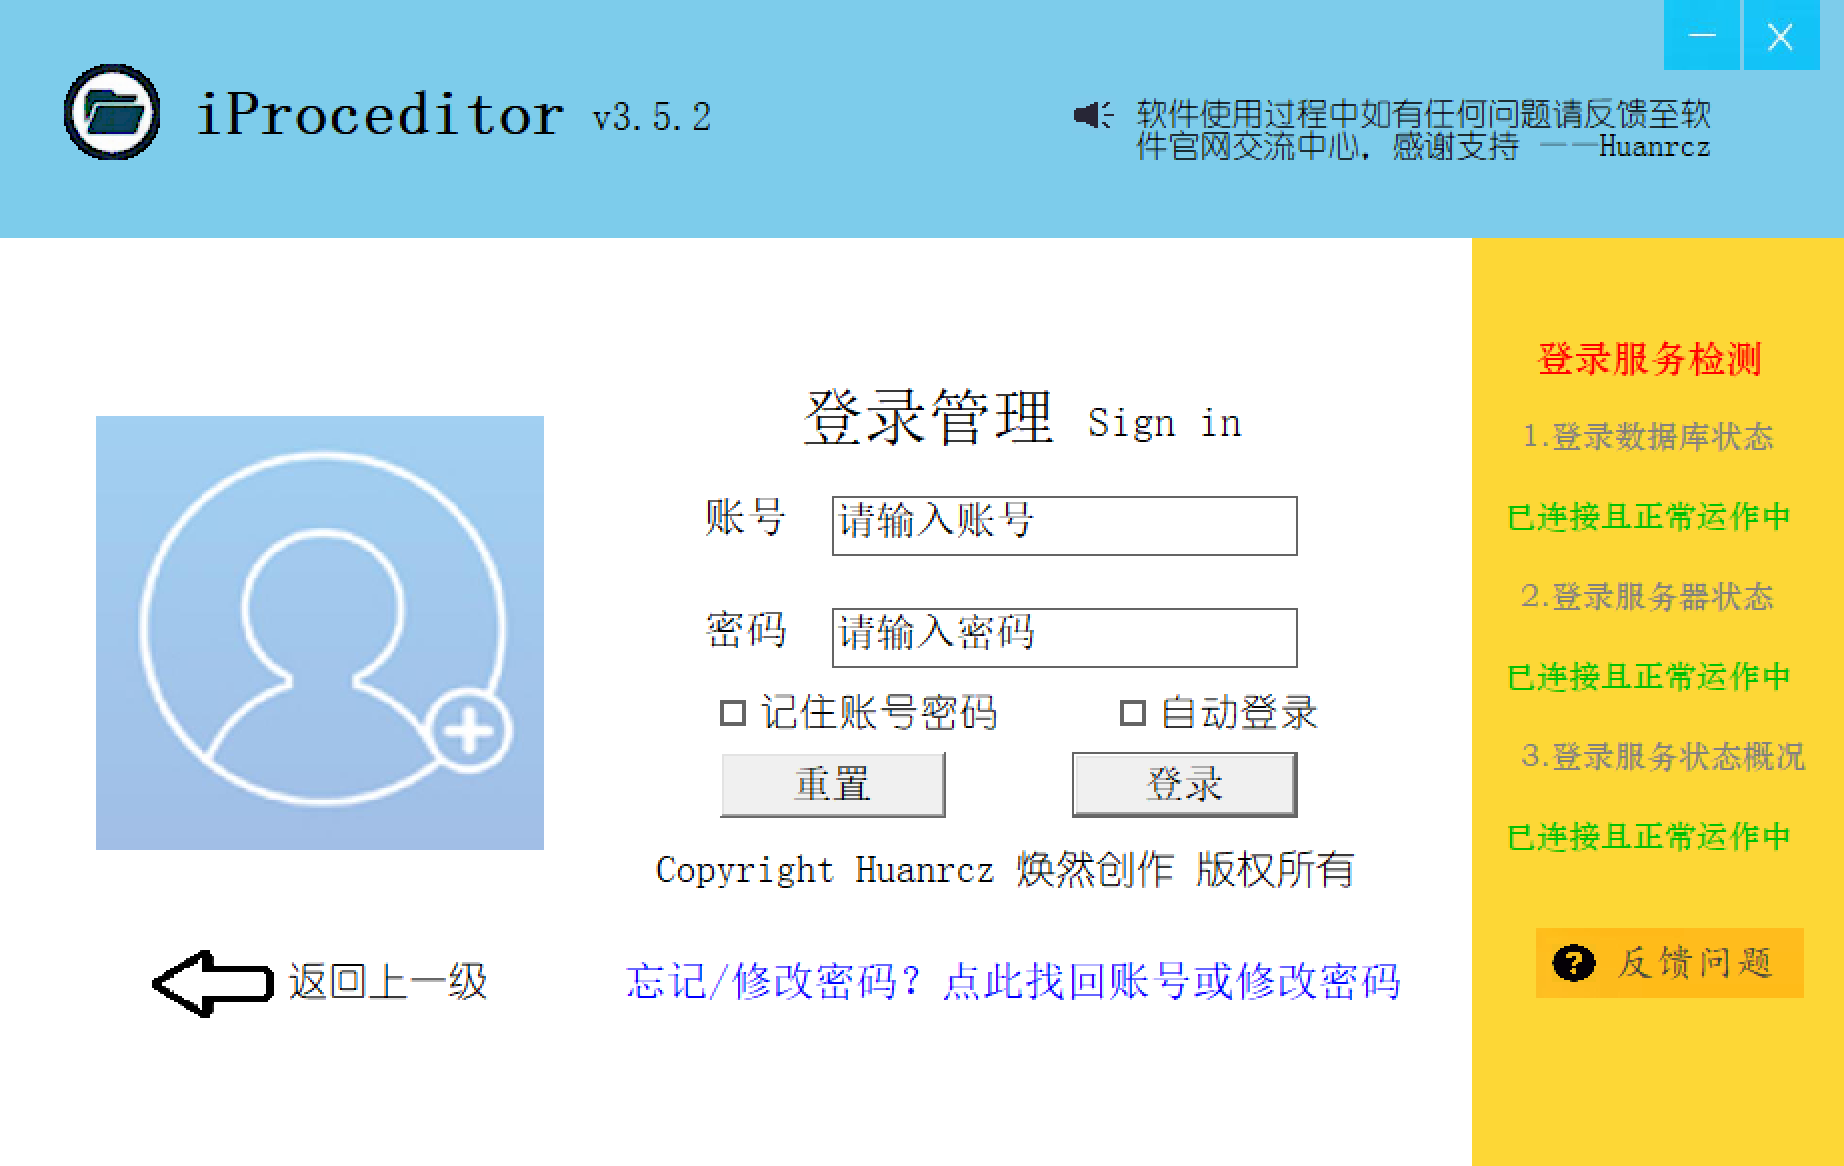 iProceditor v3.5.2
软件使用过程中如有任何问题请反馈至软
件官网交流中心，感谢支持 ——Huanrcz
登录管理 Sign in
账号 请输入账号
密码 请输入密码
记住账号密码 自动登录
重置 登录
Copyright Huanrcz 焕然创作 版权所有
返回上一级
忘记/修改密码？点此找回账号或修改密码
登录服务检测
1.登录数据库状态
已连接且正常运作中
2.登录服务器状态
已连接且正常运作中
3.登录服务状态概况
已连接且正常运作中
反馈问题